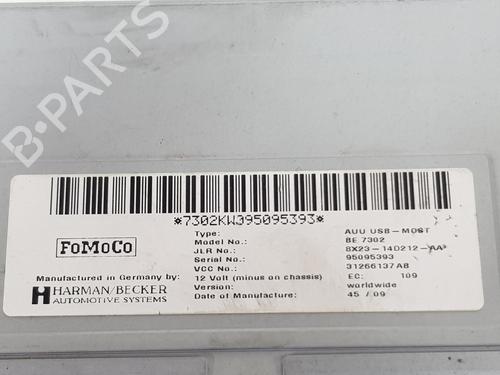 *7302KWJ95095393*
FoMoCo
Type: AUU USB-MOST
Model No.: BE 7302
JLR No.: 8X23-14D212-AA
Serial No.: 95095393
VCC No.: 31266137AB
Manufactured in Germany by: 12 Volt (minus on chassis) EC: 109
HARMAN/BECKER
AUTOMOTIVE SYSTEMS
Version: worldwide
Date of Manufacture: 45 / 09
B-PARTS